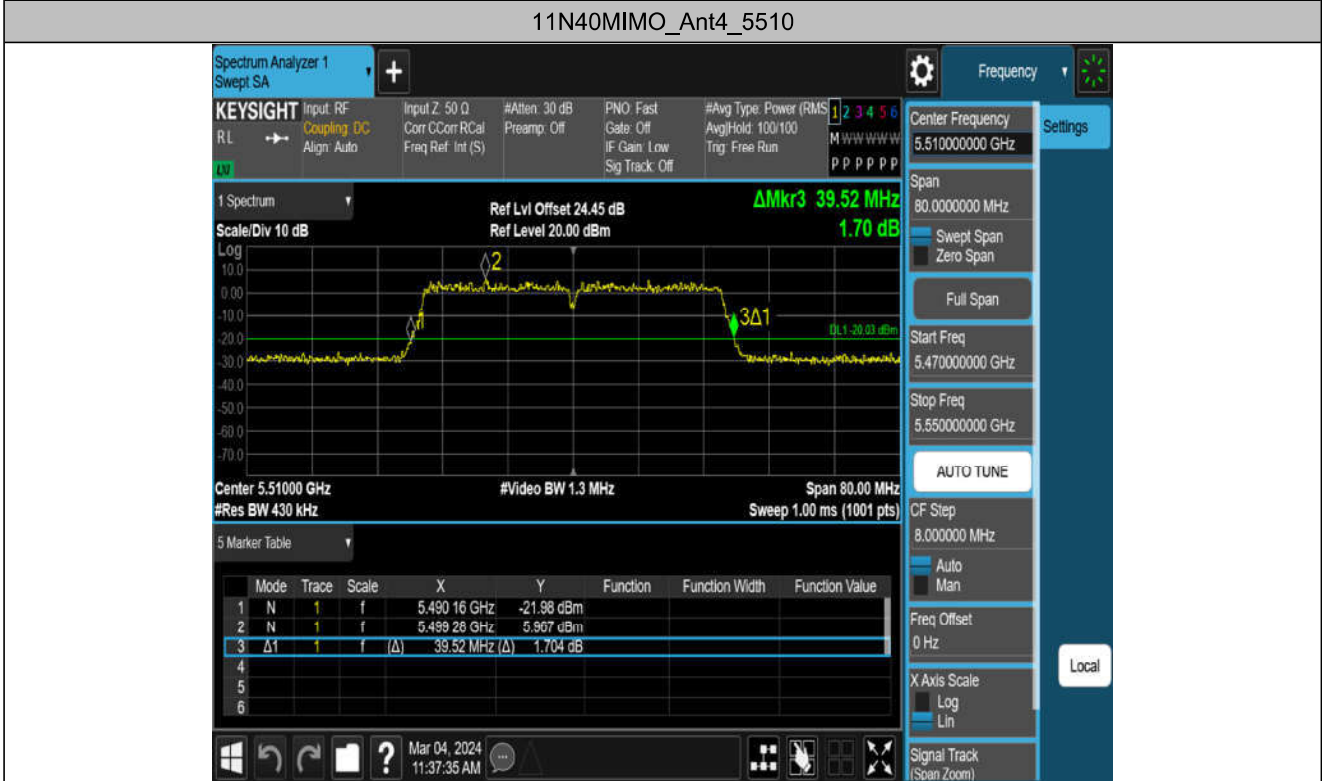 11N40MIMO_Ant4_5510
Spectrum Analyzer 1
Swept SA
+
Frequency
KEYSIGHT
RL
LXI
Input: RF
Coupling: DC
Align: Auto
Input Z: 50 Ω
Corr CCorr RCal
Freq Ref: Int (S)
#Atten: 30 dB
Preamp: Off
PNO: Fast
Gate: Off
IF Gain: Low
Sig Track: Off
#Avg Type: Power (RMS
Avg|Hold: 100/100
Trig: Free Run
1 2 3 4 5 6
M W W W W W
P P P P P P
1 Spectrum
Scale/Div 10 dB
Ref Lvl Offset 24.45 dB
Ref Level 20.00 dBm
ΔMkr3 39.52 MHz
1.70 dB
Log
10.0
0.00
-10.0
-20.0
-30.0
-40.0
-50.0
-60.0
-70.0
2
1
3Δ1
DL1 -20.03 dBm
Center 5.51000 GHz
#Video BW 1.3 MHz
Span 80.00 MHz
#Res BW 430 kHz
Sweep 1.00 ms (1001 pts)
5 Marker Table
Mode Trace Scale X Y Function Function Width Function Value
1 N 1 f 5.490 16 GHz -21.98 dBm
2 N 1 f 5.499 28 GHz 5.967 dBm
3 Δ1 1 f (Δ) 39.52 MHz (Δ) 1.704 dB
4
5
6
Mar 04, 2024
11:37:35 AM
?
Center Frequency
5.510000000 GHz
Settings
Span
80.0000000 MHz
Swept Span
Zero Span
Full Span
Start Freq
5.470000000 GHz
Stop Freq
5.550000000 GHz
AUTO TUNE
CF Step
8.000000 MHz
Auto
Man
Freq Offset
0 Hz
X Axis Scale
Log
Lin
Local
Signal Track
(Span Zoom)